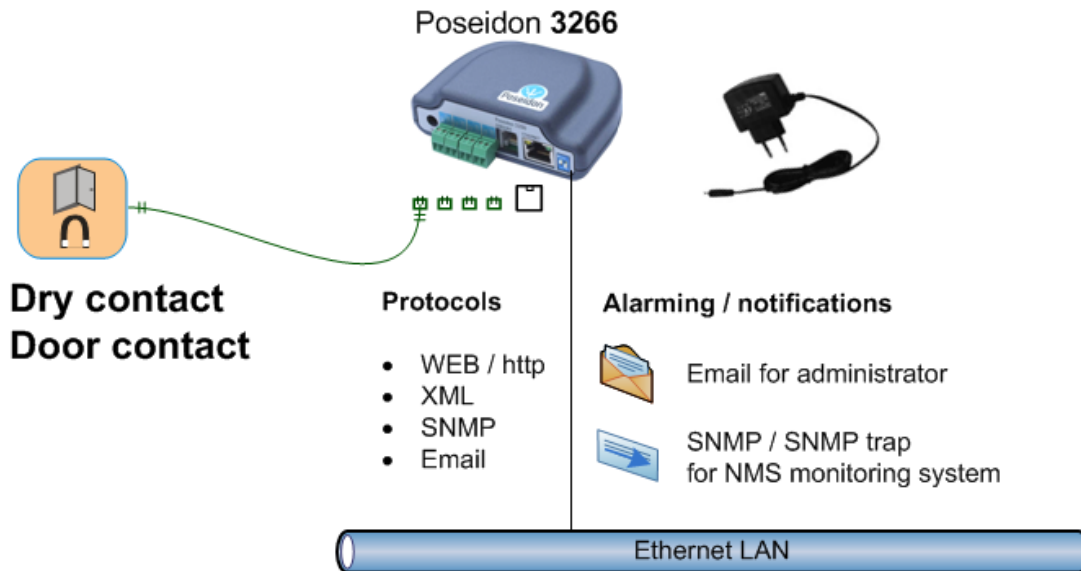 Poseidon 3266
Poseidon
Dry contact
Door contact
Protocols
WEB / http
XML
SNMP
Email
Alarming / notifications
Email for administrator
SNMP / SNMP trap
for NMS monitoring system
Ethernet LAN